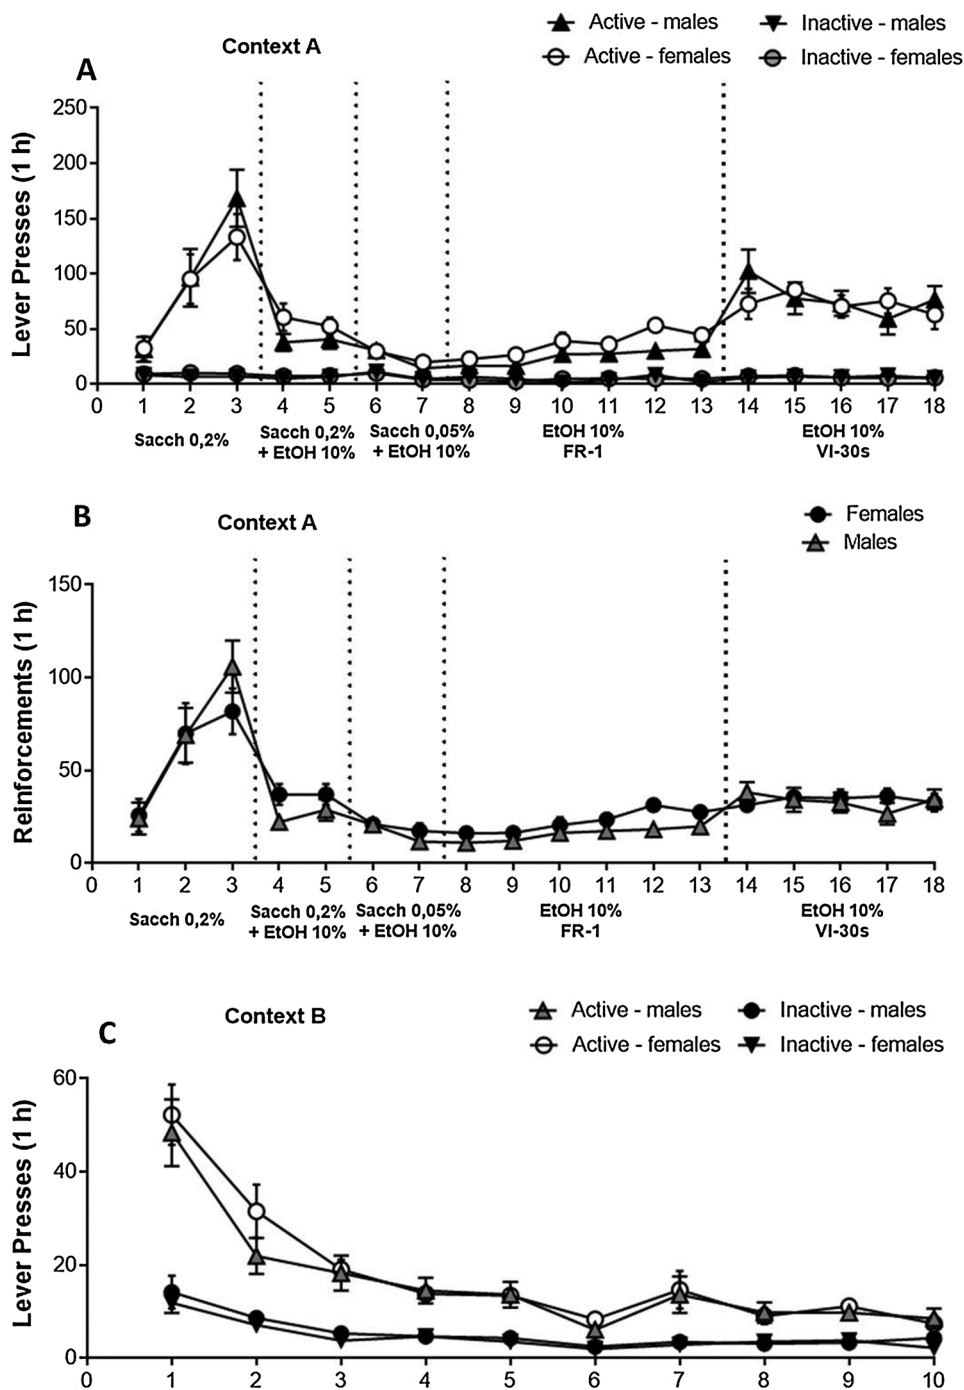 Active - males
Inactive - males
Active - females
Inactive - females
Context A
A
Lever Presses (1 h)
250
200
150
100
50
0
0 1 2 3 4 5 6 7 8 9 10 11 12 13 14 15 16 17 18
Sacch 0,2%
Sacch 0,2%
+ EtOH 10%
Sacch 0,05%
+ EtOH 10%
EtOH 10%
FR-1
EtOH 10%
VI-30s
B
Context A
Females
Males
Reinforcements (1 h)
150
100
50
0
0 1 2 3 4 5 6 7 8 9 10 11 12 13 14 15 16 17 18
Sacch 0,2%
Sacch 0,2%
+ EtOH 10%
Sacch 0,05%
+ EtOH 10%
EtOH 10%
FR-1
EtOH 10%
VI-30s
Context B
C
Active - males
Inactive - males
Active - females
Inactive - females
Lever Presses (1 h)
60
40
20
0
0 1 2 3 4 5 6 7 8 9 10